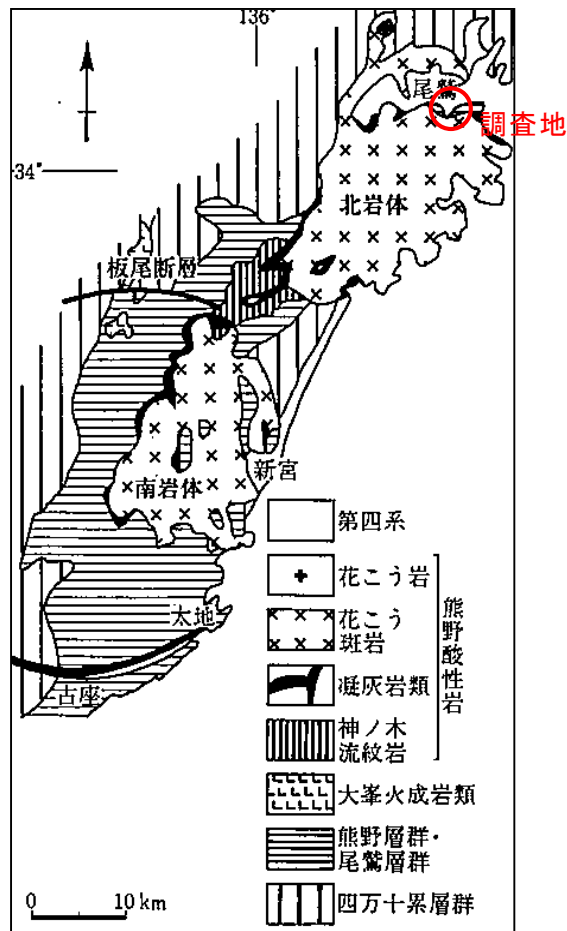 136°
尾鷲
調査地
34°
北岩体
板尾断層
新宮
南岩体
第四系
花こう岩
太地
花こう
斑岩
熊野酸性岩
古座
凝灰岩類
神ノ木
流紋岩
大峯火成岩類
熊野層群・
尾鷲層群
0 10km
四万十累層群